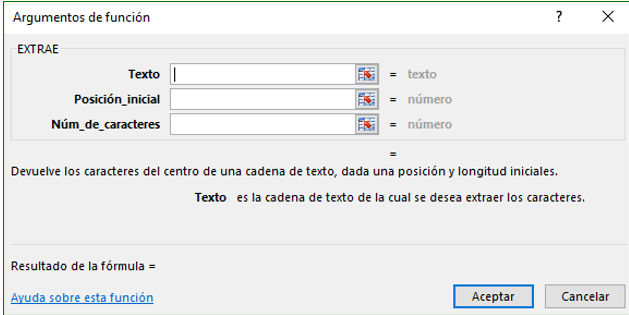 Argumentos de función ? ×
EXTRAE
Texto = texto
Posición_inicial = número
Núm_de_caracteres = número
=
Devuelve los caracteres del centro de una cadena de texto, dada una posición y longitud iniciales.
Texto es la cadena de texto de la cual se desea extraer los caracteres.
Resultado de la fórmula =
Ayuda sobre esta función Aceptar Cancelar